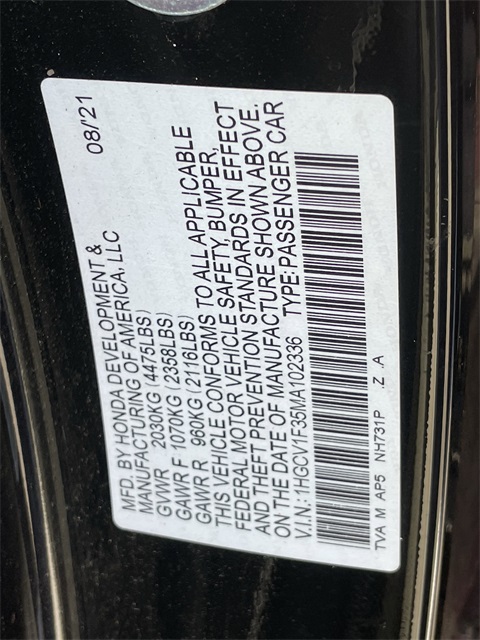 MFD. BY HONDA DEVELOPMENT & 08/'21
MANUFACTURING OF AMERICA, LLC
GVWR 2030KG (4475LBS)
GAWR F 1070KG (2358LBS)
GAWR R 960KG (2116LBS)
THIS VEHICLE CONFORMS TO ALL APPLICABLE
FEDERAL MOTOR VEHICLE SAFETY, BUMPER,
AND THEFT PREVENTION STANDARDS IN EFFECT
ON THE DATE OF MANUFACTURE SHOWN ABOVE.
V.I.N.: 1HGCV1F35MA102336 TYPE: PASSENGER CAR
TVA M AP5 NH731P .Z .A